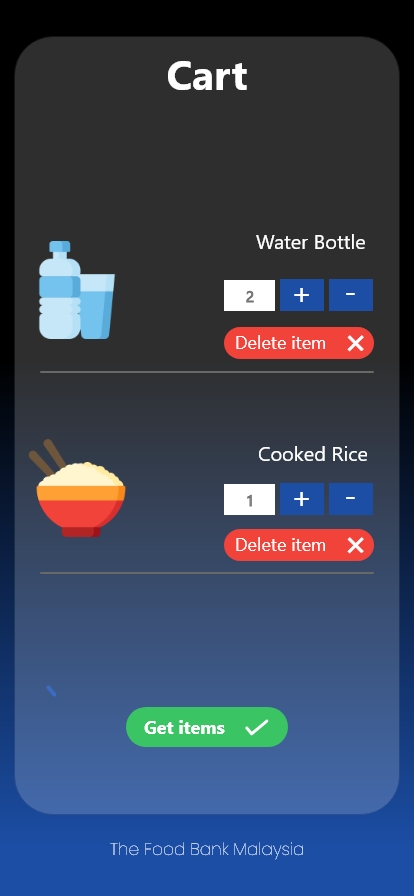 Cart
Water Bottle
2 + -
Delete item
Cooked Rice
1 + -
Delete item
Get items
The Food Bank Malaysia